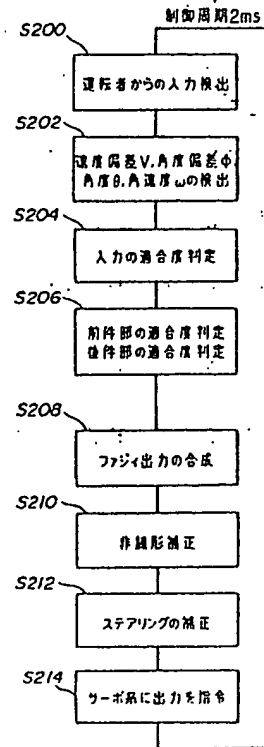 制御周期2ms
S200
運転者からの入力検出
S202
速度偏差V,角度偏差φ,
角度θ,角速度ωの検出
S204
入力の適合度判定
S206
前件部の適合度判定
後件部の適合度判定
S208
ファジィ出力の合成
S210
非線形補正
S212
ステアリングの補正
S214
サーボ系に出力を指令